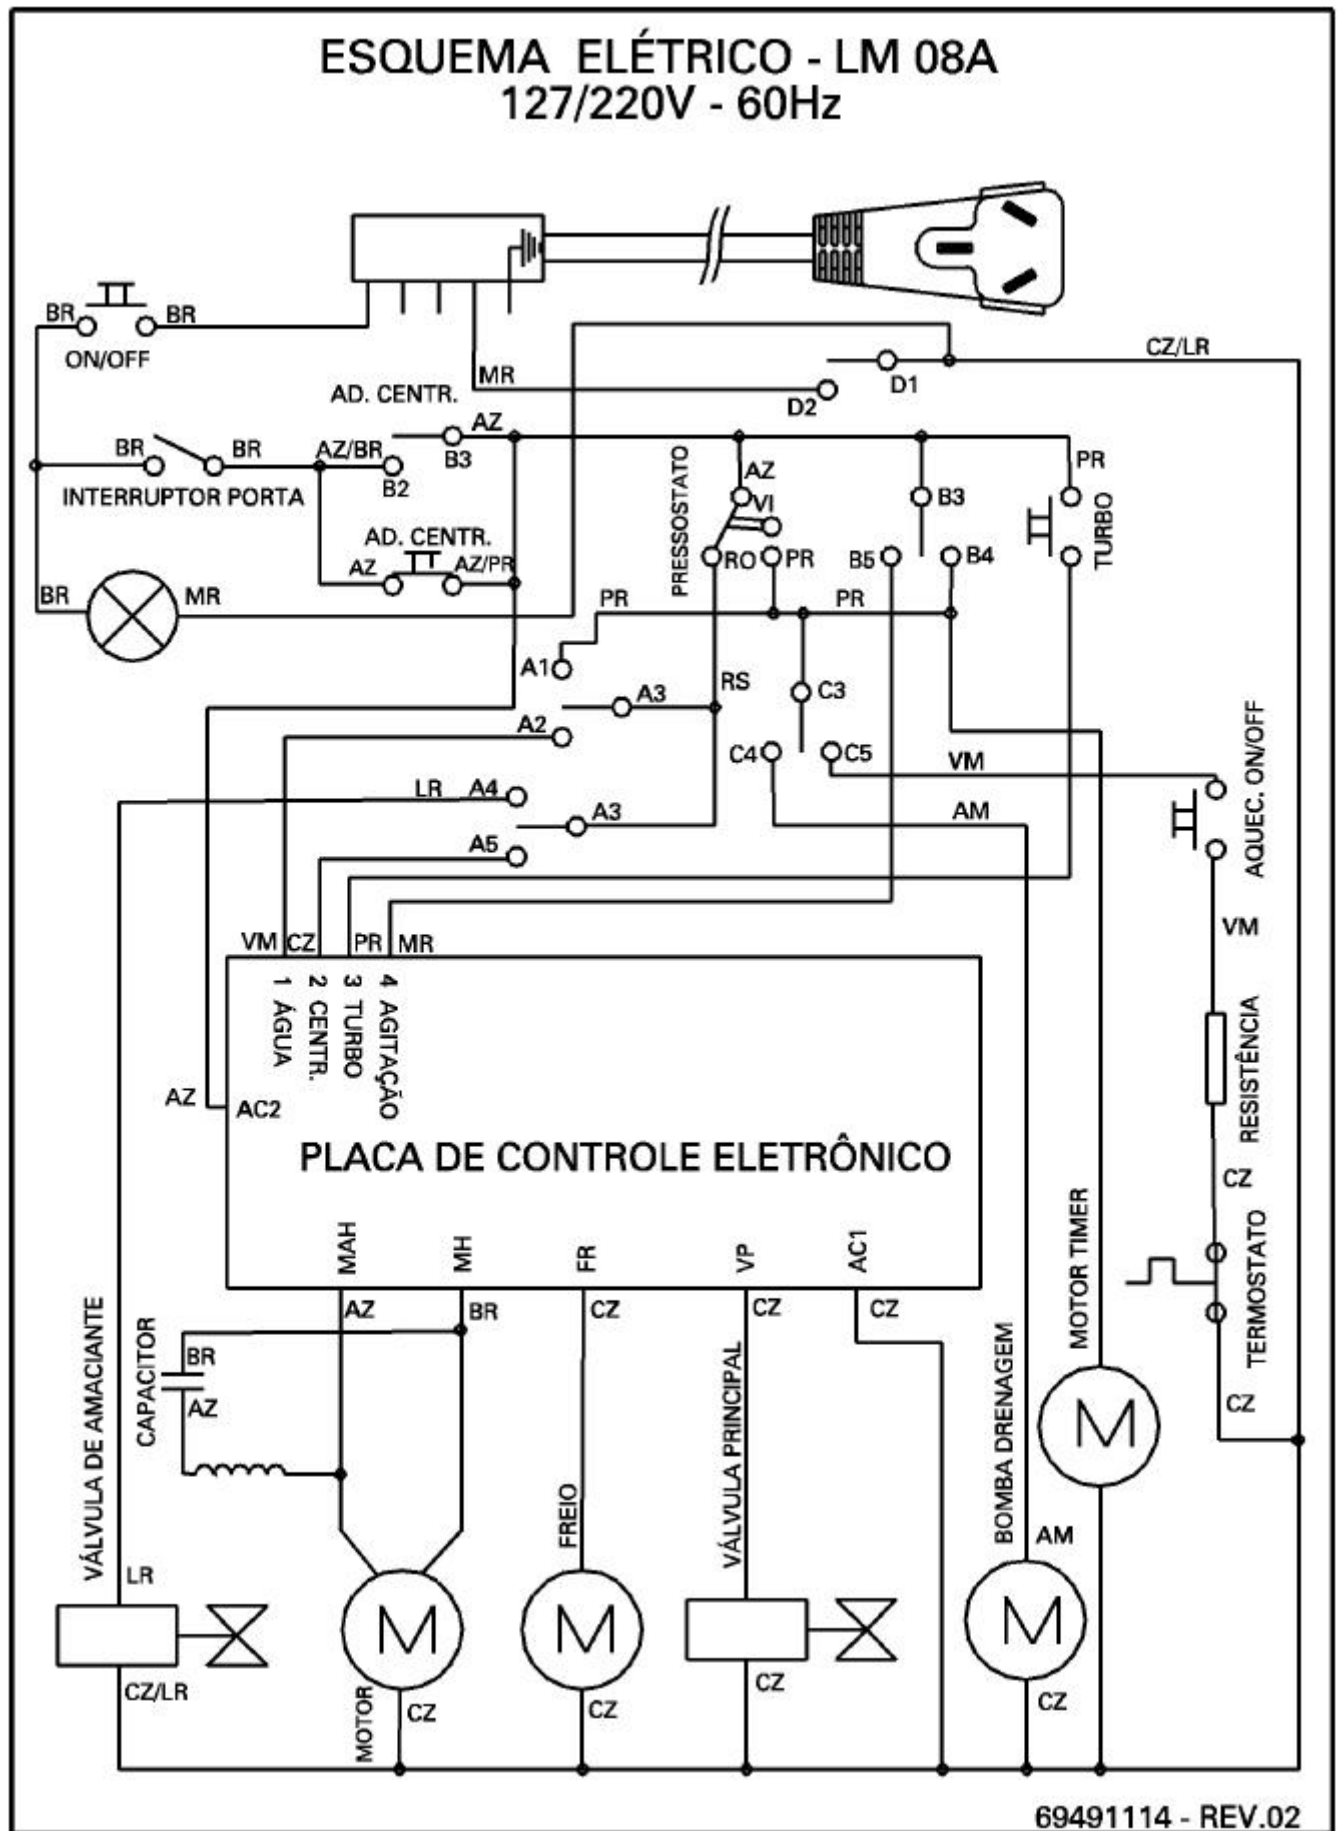 ESQUEMA ELÉTRICO - LM 08A
127/220V - 60Hz
BR
BR
ON/OFF
CZ/LR
MR
D1
D2
AD. CENTR.
AZ
B3
BR
BR
AZ/BR
B2
INTERRUPTOR PORTA
PRESSOSTATO
AZ
VI
B3
PR
TURBO
AD. CENTR.
AZ
AZ/PR
RO
PR
B5
B4
BR
MR
PR
PR
A1
RS
A3
C3
A2
C4
C5
VM
AQUEC. ON/OFF
LR
A4
A3
AM
A5
VM
CZ
PR
MR
VM
1 ÁGUA
2 CENTR.
3 TURBO
4 AGITAÇÃO
AZ
AC2
RESISTÊNCIA
PLACA DE CONTROLE ELETRÔNICO
CZ
MAH
MH
FR
VP
AC1
MOTOR TIMER
TERMOSTATO
AZ
BR
CZ
CZ
CZ
VÁLVULA DE AMACIANTE
CAPACITOR
BR
AZ
VÁLVULA PRINCIPAL
BOMBA DRENAGEM
M
CZ
FREIO
AM
LR
M
M
M
CZ/LR
MOTOR
CZ
CZ
CZ
CZ
69491114 - REV.02